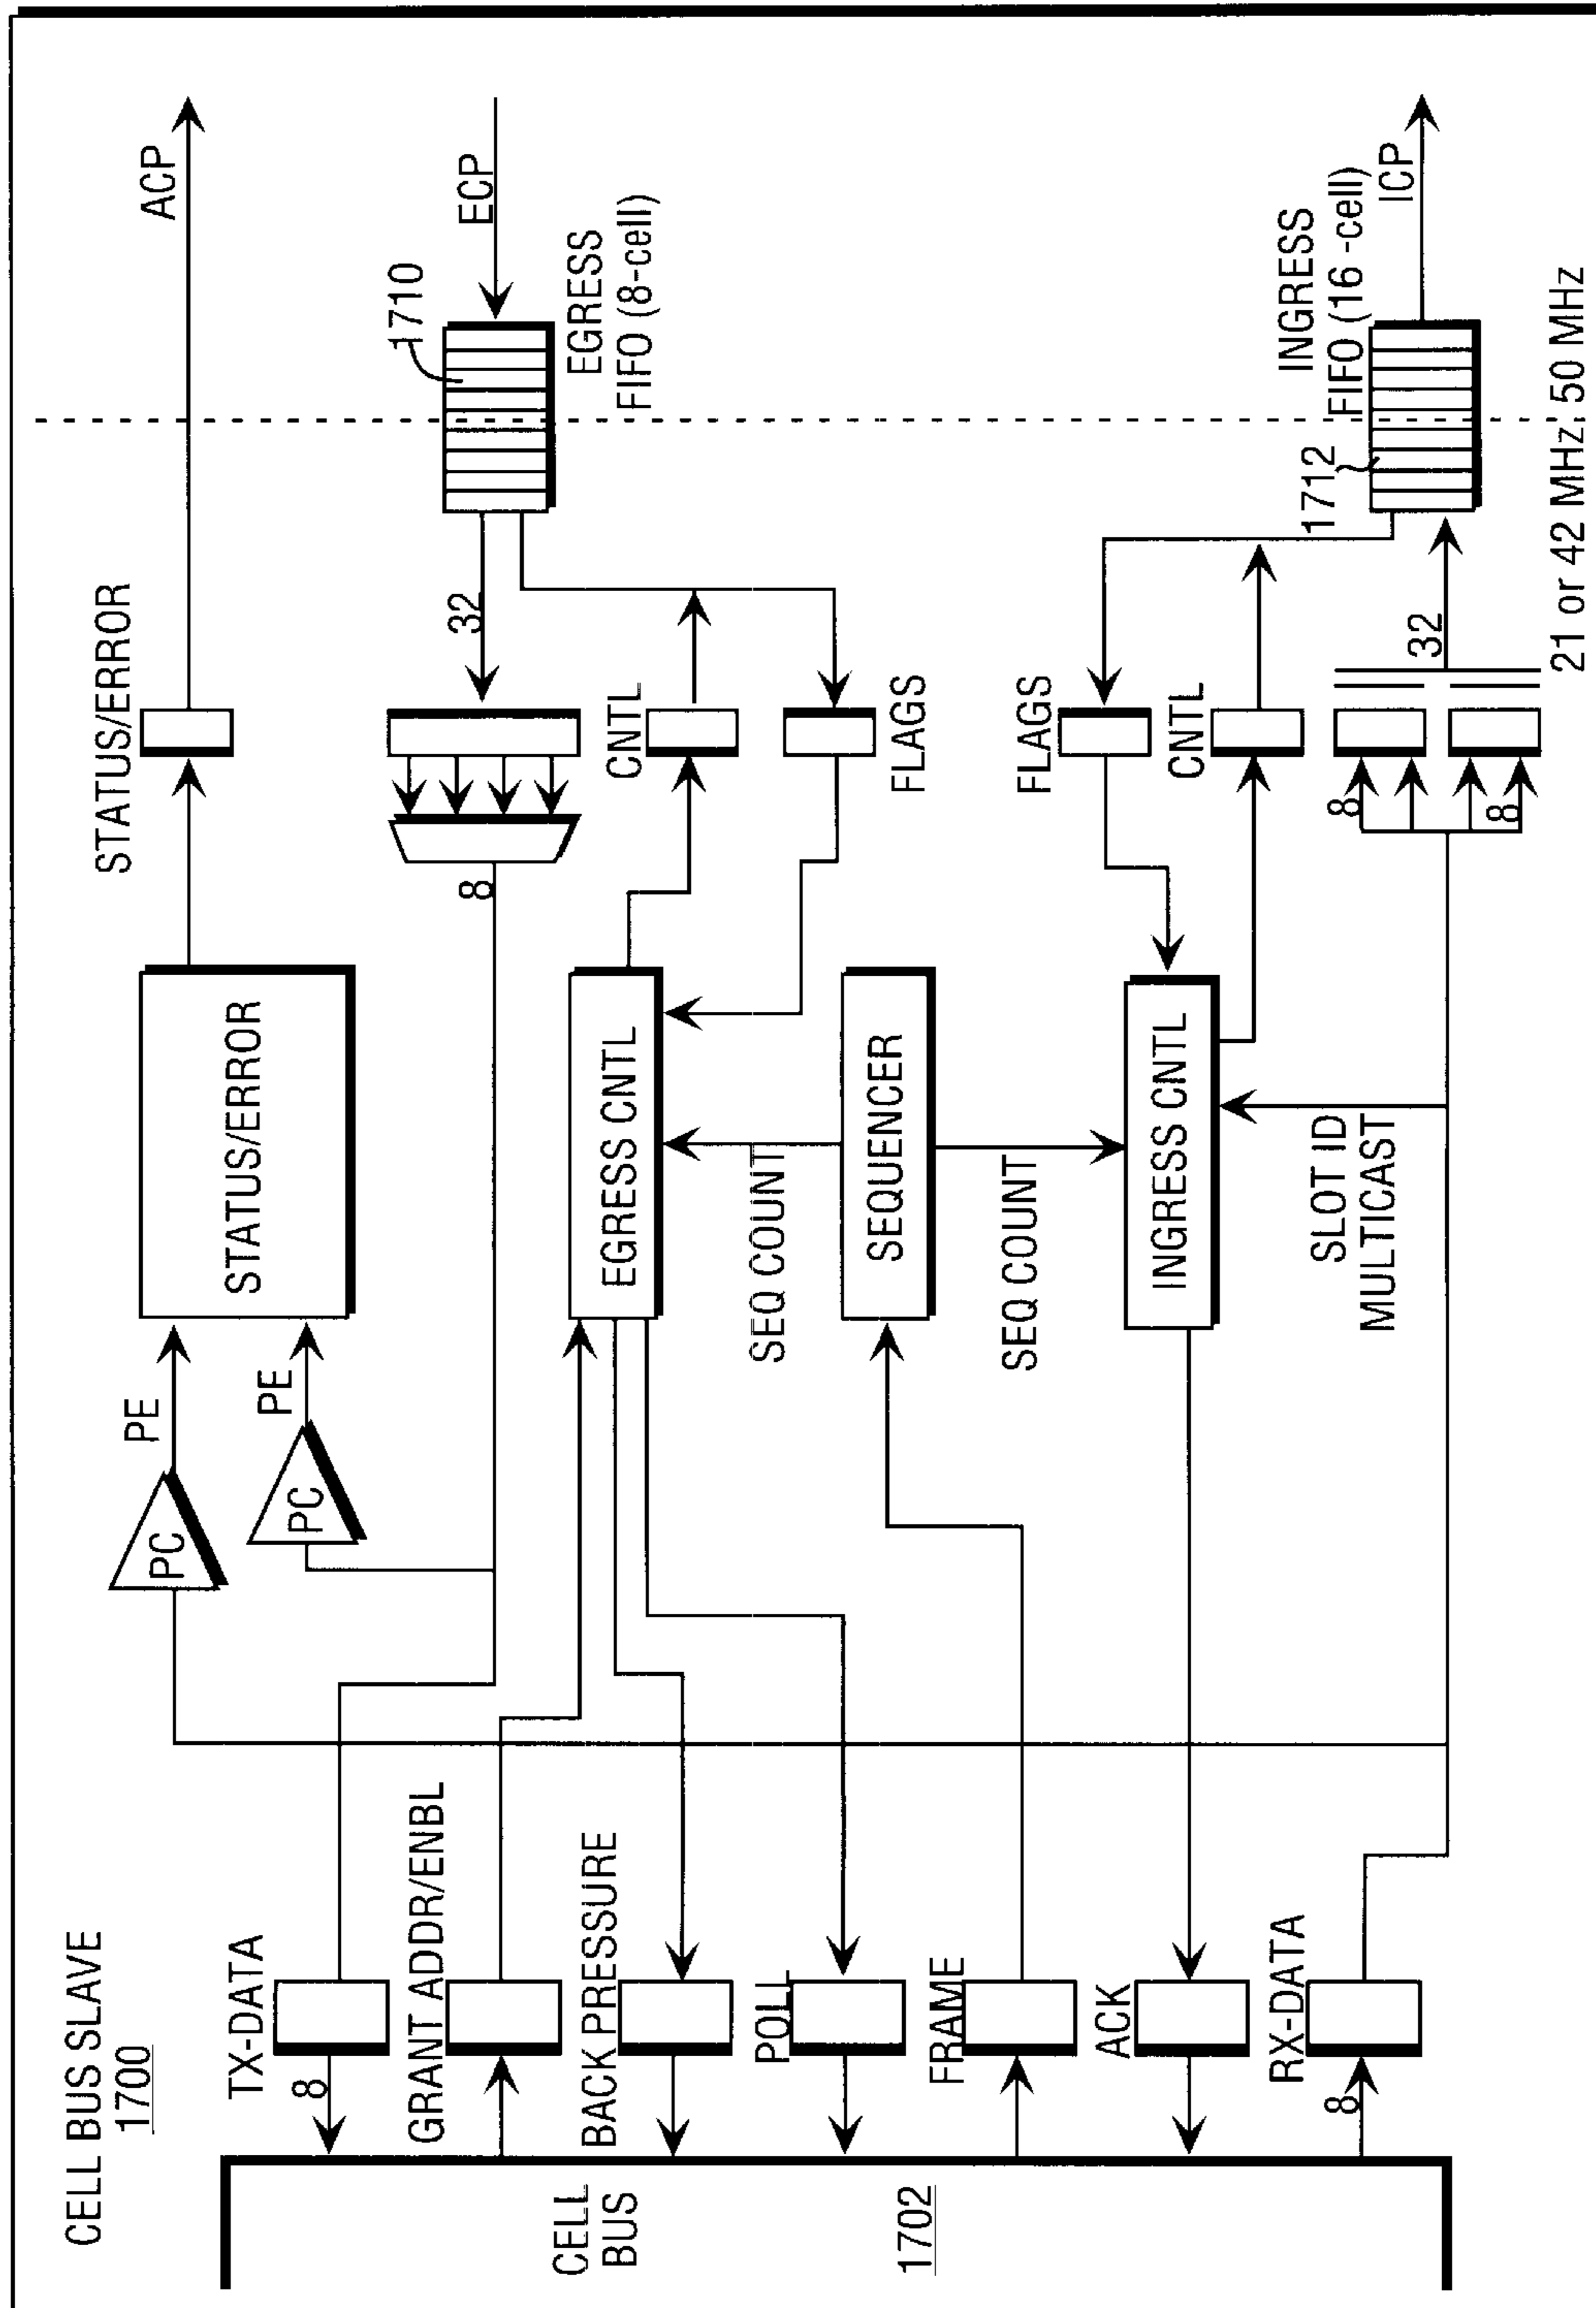 CELL BUS SLAVE
1700
CELL
BUS
1702
TX-DATA
8
GRANT ADDR/ENBL
BACK PRESSURE
POLL
FRAME
ACK
RX-DATA
8
PC
PE
PC
PE
STATUS/ERROR
STATUS/ERROR
ACP
8
32
1710
ECP
EGRESS
FIFO (8-cell)
EGRESS CNTL
CNTL
FLAGS
SEQ COUNT
SEQUENCER
SEQ COUNT
INGRESS CNTL
FLAGS
CNTL
SLOT ID
MULTICAST
8
8
32
1712
INGRESS
FIFO (16 -cell)
ICP
21 or 42 MHz
50 MHz